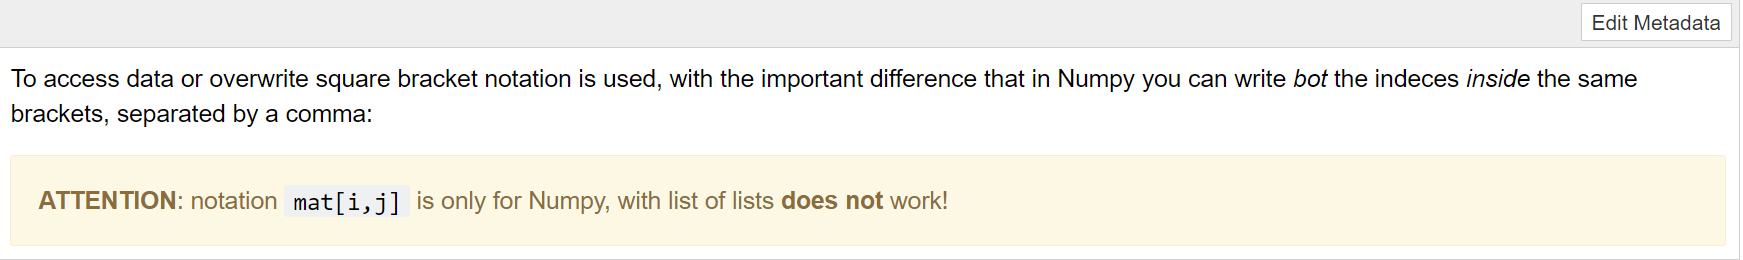 Edit Metadata
To access data or overwrite square bracket notation is used, with the important difference that in Numpy you can write bot the indeces inside the same
brackets, separated by a comma:
ATTENTION: notation mat[i,j] is only for Numpy, with list of lists does not work!